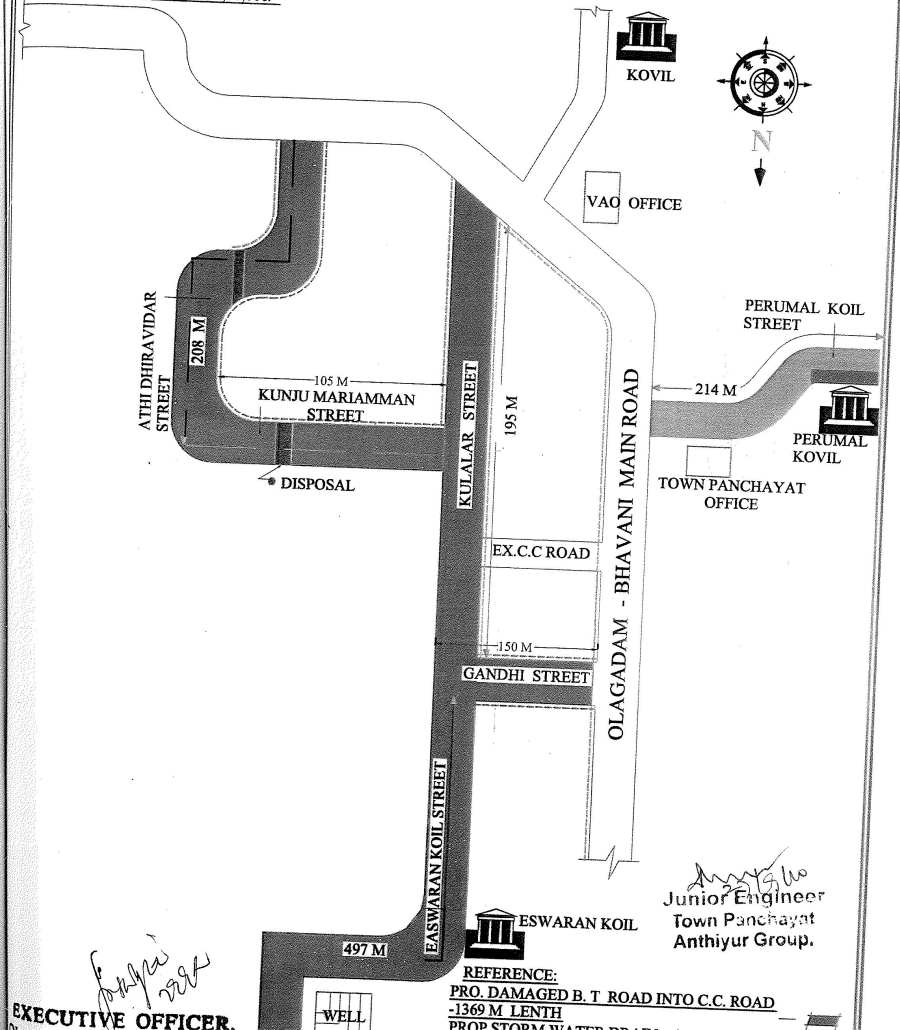 KOVIL
N
VAO OFFICE
PERUMAL KOIL
STREET
ATHI DHIRAVIDAR
STREET
208 M
105 M
KUNJU MARIAMMAN
STREET
KULALAR STREET
195 M
214 M
PERUMAL
KOVIL
DISPOSAL
TOWN PANCHAYAT
OFFICE
OLAGADAM - BHAVANI MAIN ROAD
EX.C.C ROAD
150 M
GANDHI STREET
EASWARAN KOIL STREET
Junior Engineer
Town Panchayat
Anthiyur Group.
ESWARAN KOIL
497 M
REFERENCE:
PRO. DAMAGED B. T ROAD INTO C.C. ROAD
-1369 M LENTH
WELL
EXECUTIVE OFFICER.